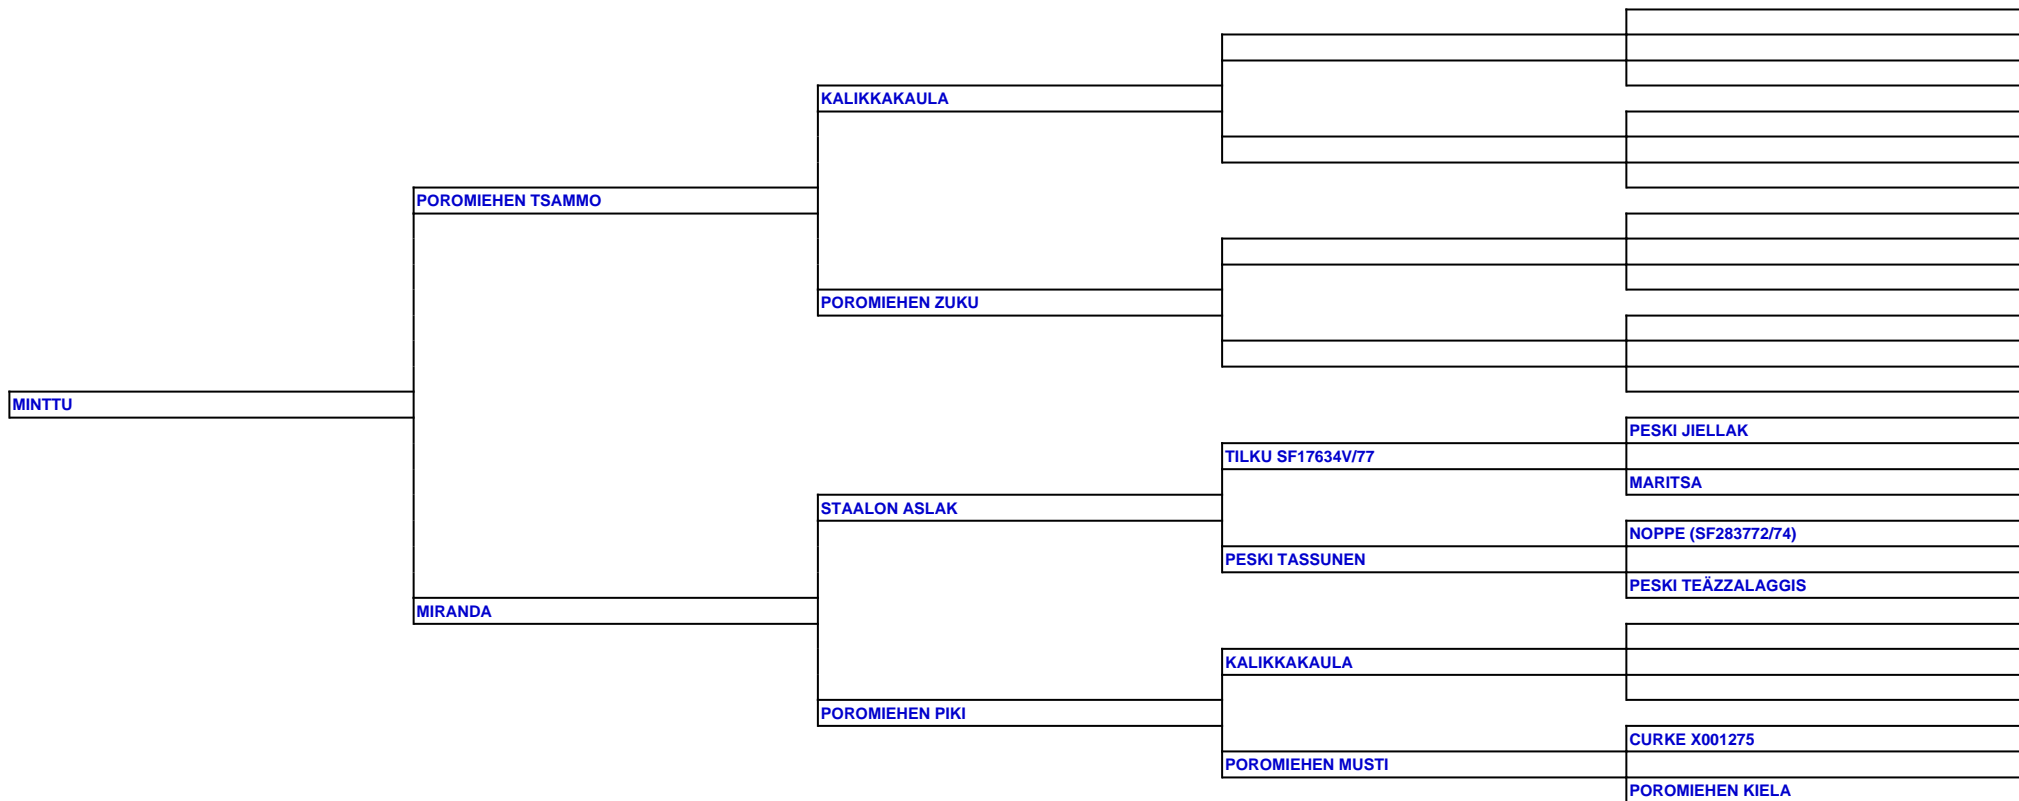 KALIKKAKAULA
POROMIEHEN TSAMMO
POROMIEHEN ZUKU
MINTTU
PESKI JIELLAK
TILKU SF17634V/77
MARITSA
STAALON ASLAK
NOPPE (SF283772/74)
PESKI TASSUNEN
PESKI TEÄZZALAGGIS
MIRANDA
KALIKKAKAULA
POROMIEHEN PIKI
CURKE X001275
POROMIEHEN MUSTI
POROMIEHEN KIELA